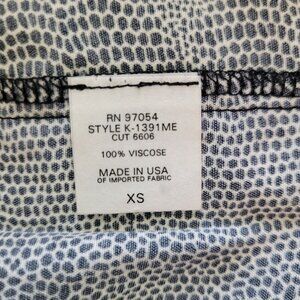 RN 97054
STYLE K-1391ME
CUT 6606
100% VISCOSE
MADE IN USA
OF IMPORTED FABRIC
XS